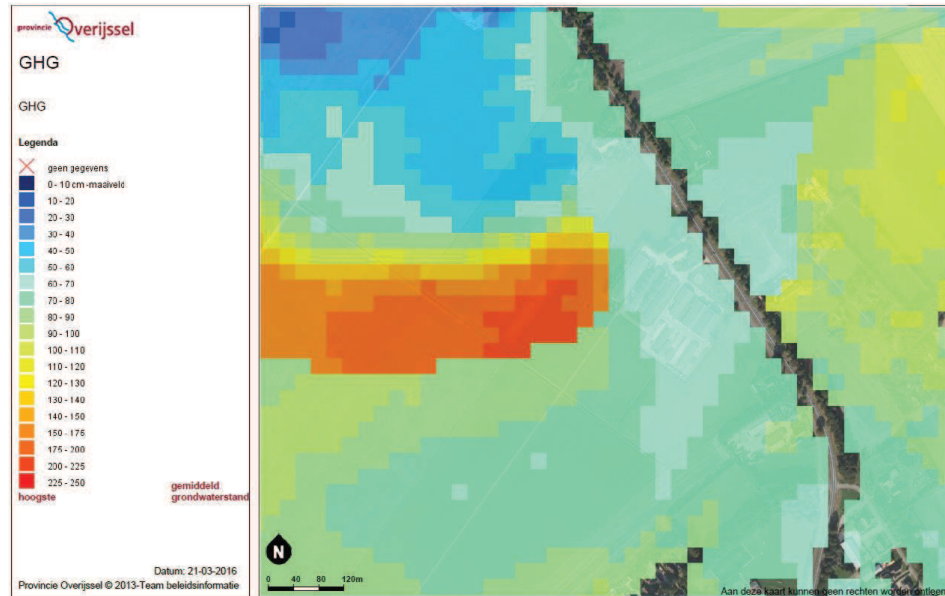 provincie Overijssel
GHG
GHG
Legenda
geen gegevens
0 - 10 cm -maaiveld
10 - 20
20 - 30
30 - 40
40 - 50
50 - 60
60 - 70
70 - 80
80 - 90
90 - 100
100 - 110
110 - 120
120 - 130
130 - 140
140 - 150
150 - 175
175 - 200
200 - 225
225 - 250
hoogste gemiddeld grondwaterstand
Datum: 21-03-2016
Provincie Overijssel © 2013-Team beleidsinformatie
N
0 40 80 120m
Aan deze kaart kunnen geen rechten worden ontleen